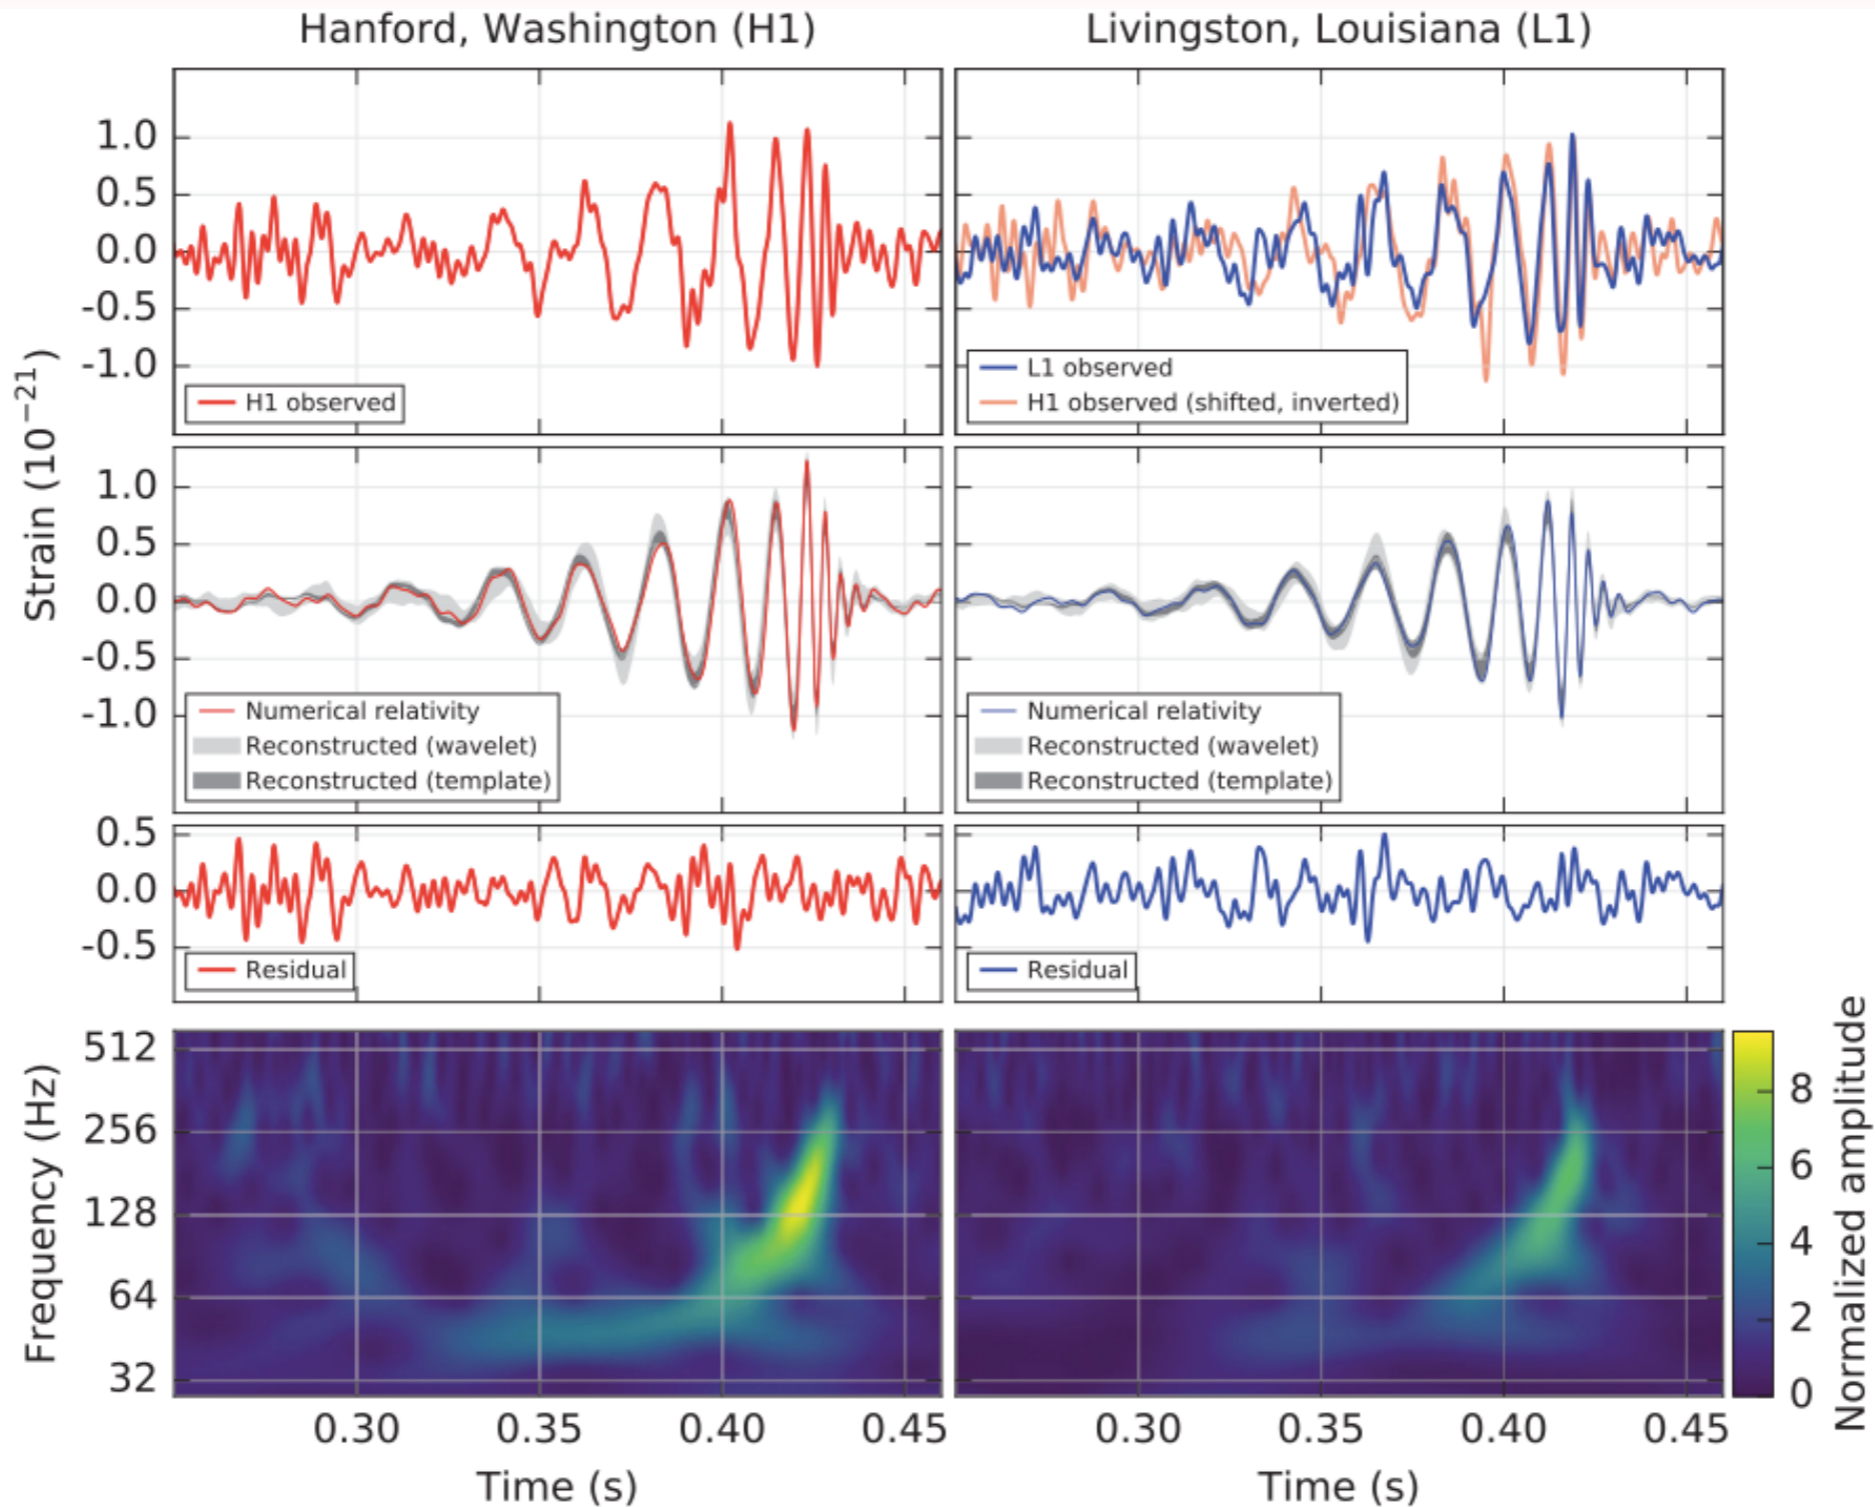 Hanford, Washington (H1)
Livingston, Louisiana (L1)
Strain (10⁻²¹)
1.0
0.5
0.0
-0.5
-1.0
H1 observed
L1 observed
H1 observed (shifted, inverted)
1.0
0.5
0.0
-0.5
-1.0
Numerical relativity
Reconstructed (wavelet)
Reconstructed (template)
Numerical relativity
Reconstructed (wavelet)
Reconstructed (template)
0.5
0.0
-0.5
Residual
Residual
Frequency (Hz)
512
256
128
64
32
Normalized amplitude
8
6
4
2
0
0.30 0.35 0.40 0.45
0.30 0.35 0.40 0.45
Time (s)
Time (s)